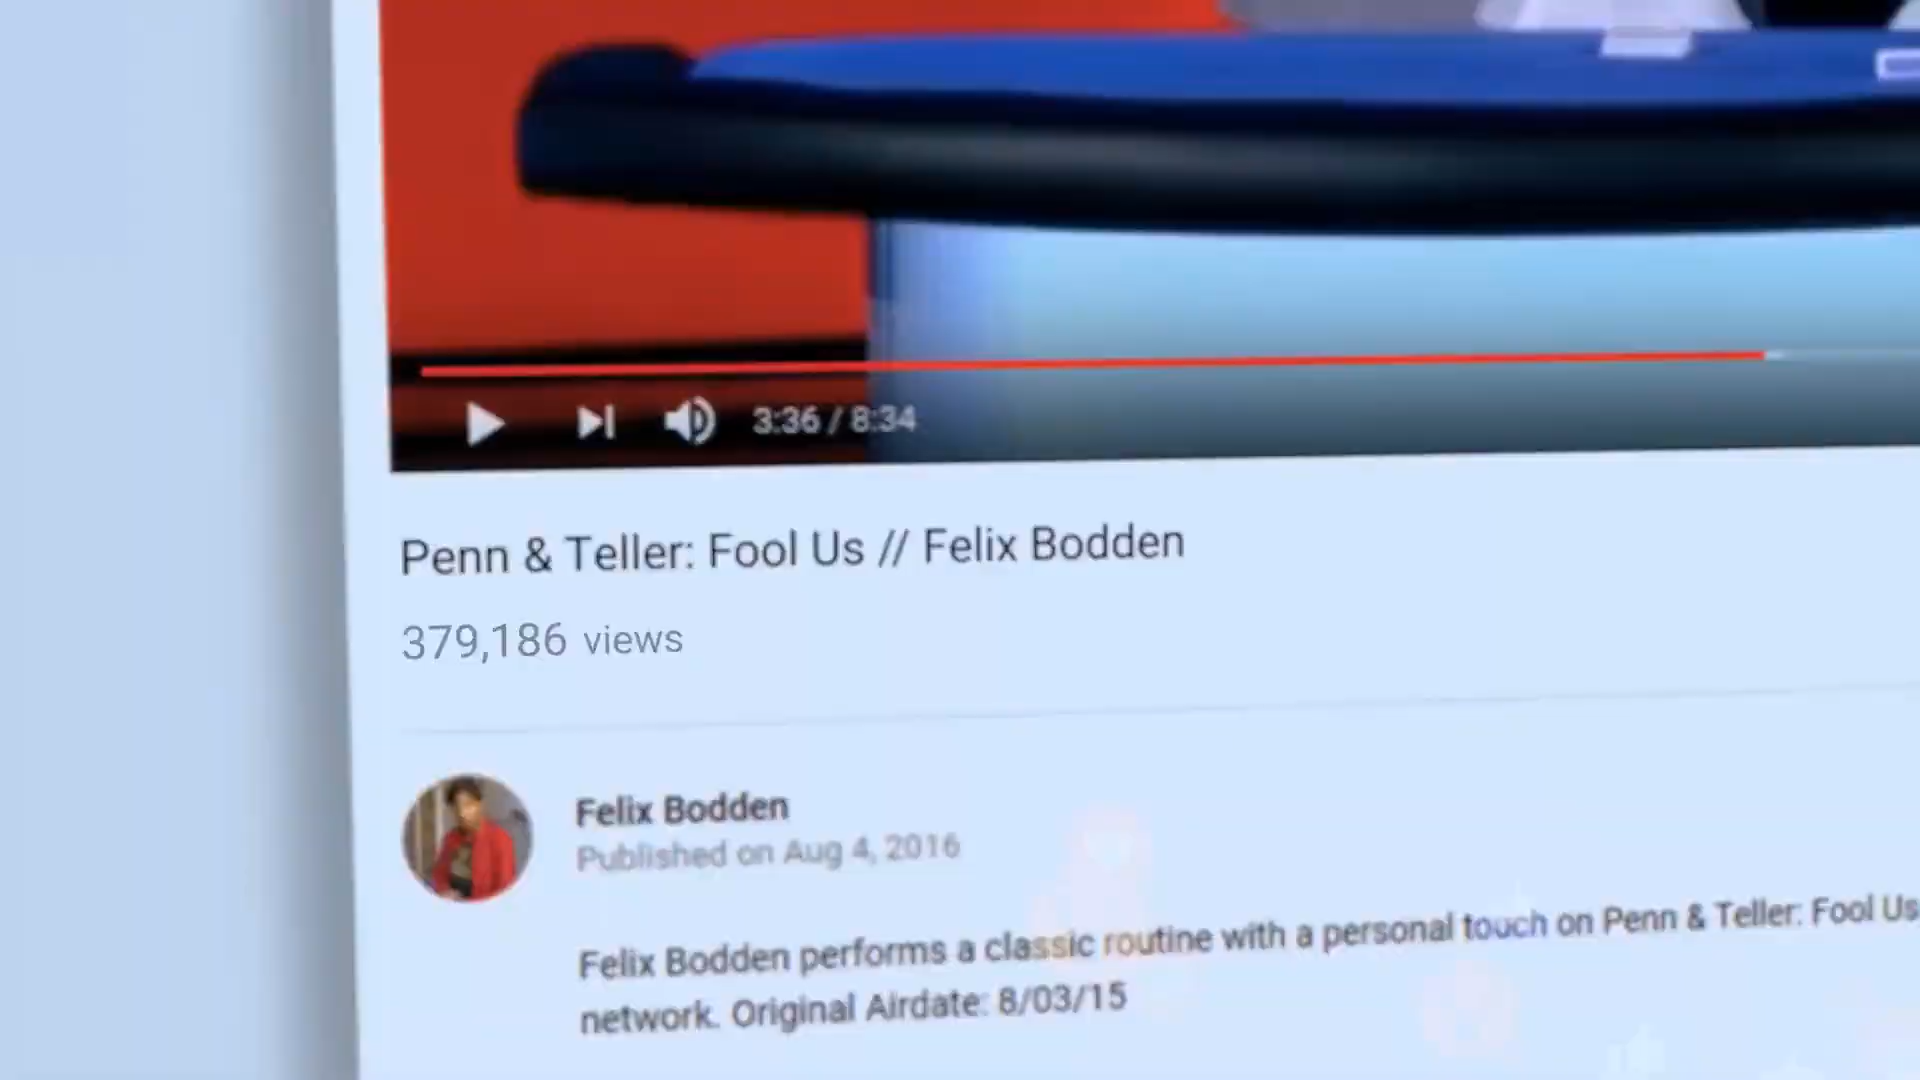 3:36 / 8:34
Penn & Teller: Fool Us // Felix Bodden
379,186 views
Felix Bodden
Published on Aug 4, 2016
Felix Bodden performs a classic routine with a personal touch on Penn & Teller: Fool Us
network. Original Airdate: 8/03/15